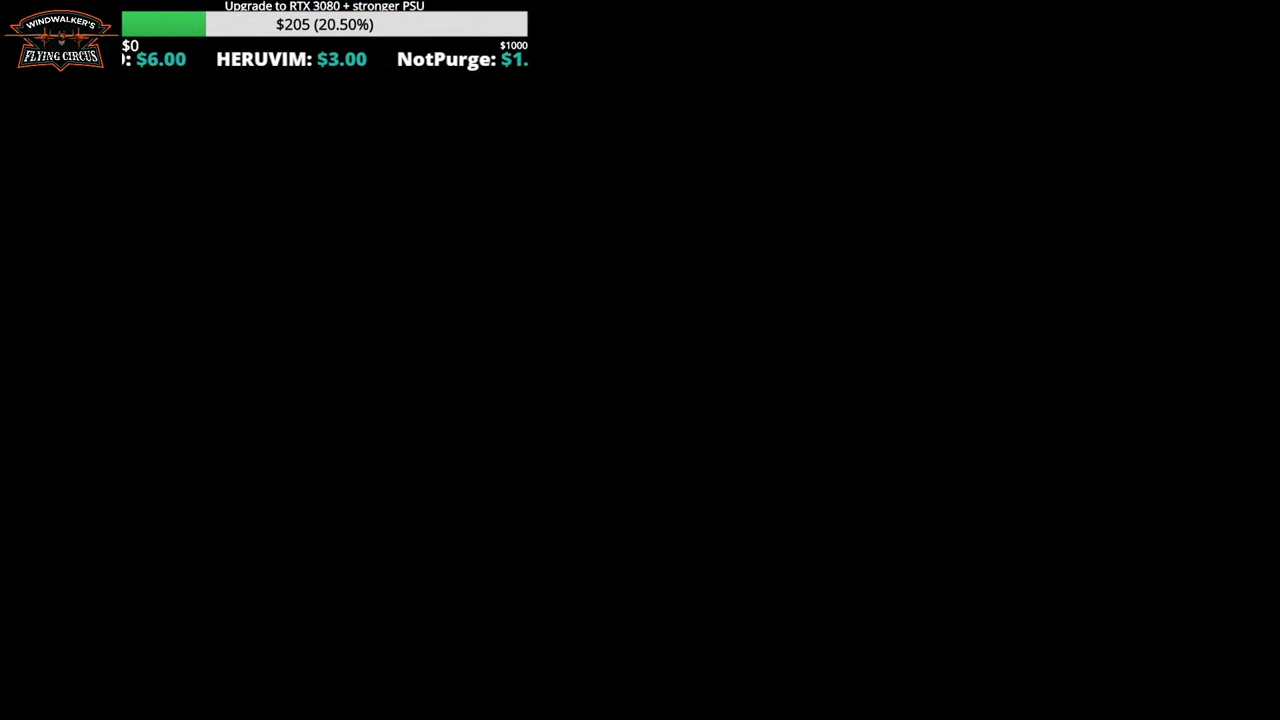 Upgrade to RTX 3080 + stronger PSU
WINDWALKER'S
FLYING CIRCUS
$205 (20.50%)
$0
$1000
: $6.00 HERUVIM: $3.00 NotPurge: $1.